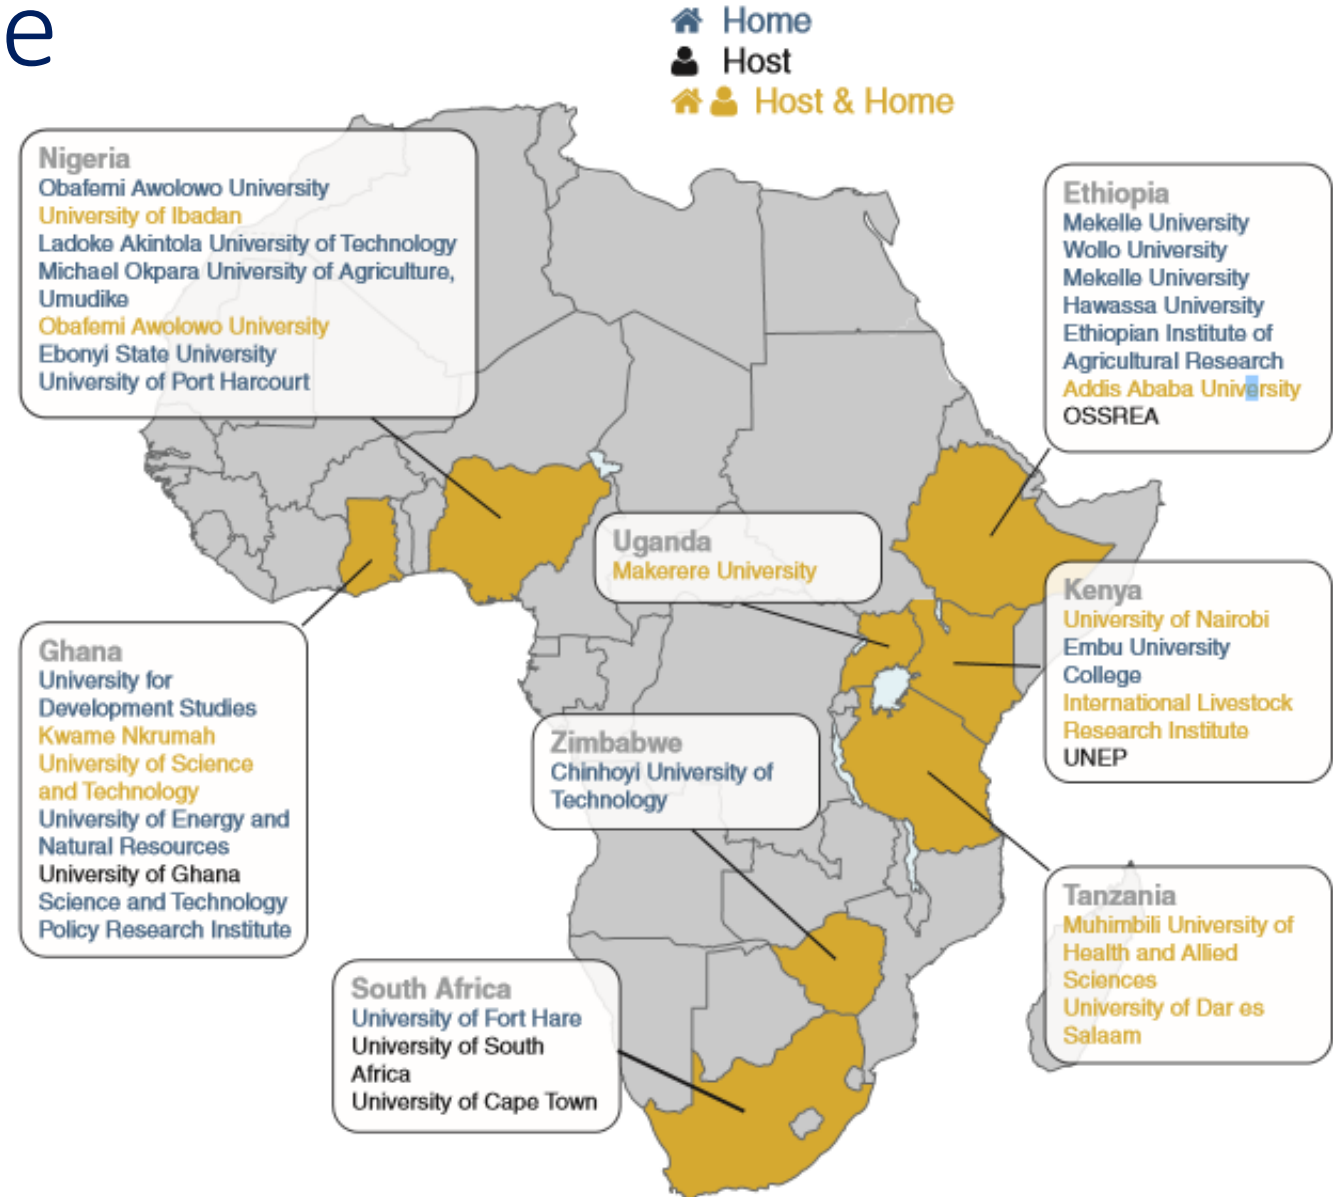 e
Home
Host
Host & Home
Nigeria
Obafemi Awolowo University
University of Ibadan
Ladoke Akintola University of Technology
Michael Okpara University of Agriculture,
Umudike
Obafemi Awolowo University
Ebonyi State University
University of Port Harcourt
Ethiopia
Mekelle University
Wollo University
Mekelle University
Hawassa University
Ethiopian Institute of
Agricultural Research
Addis Ababa University
OSSREA
Uganda
Makerere University
Kenya
University of Nairobi
Embu University
College
International Livestock
Research Institute
UNEP
Ghana
University for
Development Studies
Kwame Nkrumah
University of Science
and Technology
University of Energy and
Natural Resources
University of Ghana
Science and Technology
Policy Research Institute
Zimbabwe
Chinhoyi University of
Technology
Tanzania
Muhimbili University of
Health and Allied
Sciences
University of Dar es
Salaam
South Africa
University of Fort Hare
University of South
Africa
University of Cape Town